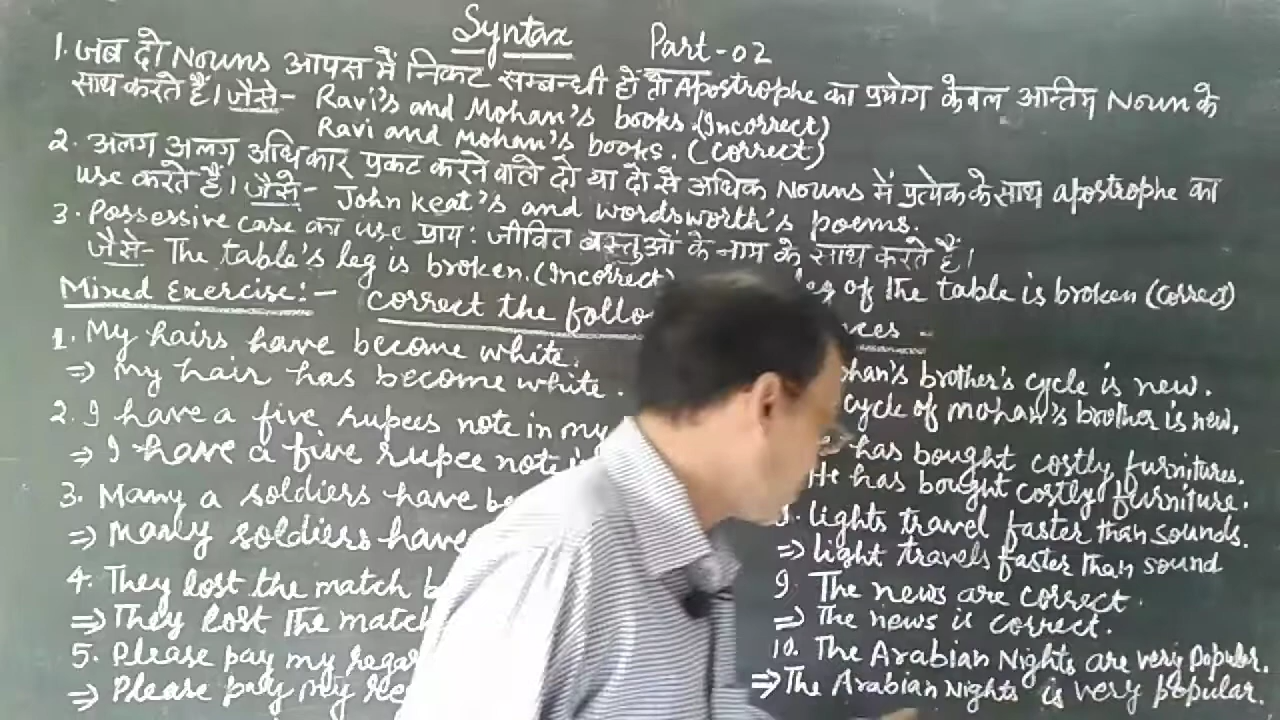 Syntax Part-02
1. जब दो Nouns आपस में निकट सम्बन्धी हों तो Apostrophe का प्रयोग केवल अन्तिम Noun के
साथ करते हैं। जैसे- Ravi's and Mohan's books. (Incorrect)
Ravi and Mohan's books. (Correct)
2. अलग अलग अधिकार प्रकट करने वाले दो या दो से अधिक Nouns में प्रत्येक के साथ apostrophe का
use करते हैं। जैसे- John Keat's and wordsworth's poems.
3. Possessive case का use प्राय: जीवित वस्तुओं के नाम के साथ करते हैं।
जैसे- The table's leg is broken. (Incorrect) of the table is broken (Correct)
Mixed Exercise:- Correct the
1. My hairs have become white.
⇒ My hair has become white.
2. I have a five rupees note in my
⇒ I have a five rupee note
3. Many a soldiers have
⇒ Many soldiers have
4. They lost the match
⇒ They lost the match
5. Please pay my
⇒ Please pay my
brother's cycle is new.
cycle of mohan's brother is new.
has bought costly furnitures.
He has bought costly furniture.
lights travel faster than sounds.
⇒ light travels faster than sound
9. The news are correct.
⇒ The news is correct.
10. The Arabian Nights are very Popular.
⇒ The Arabian Nights is very popular.